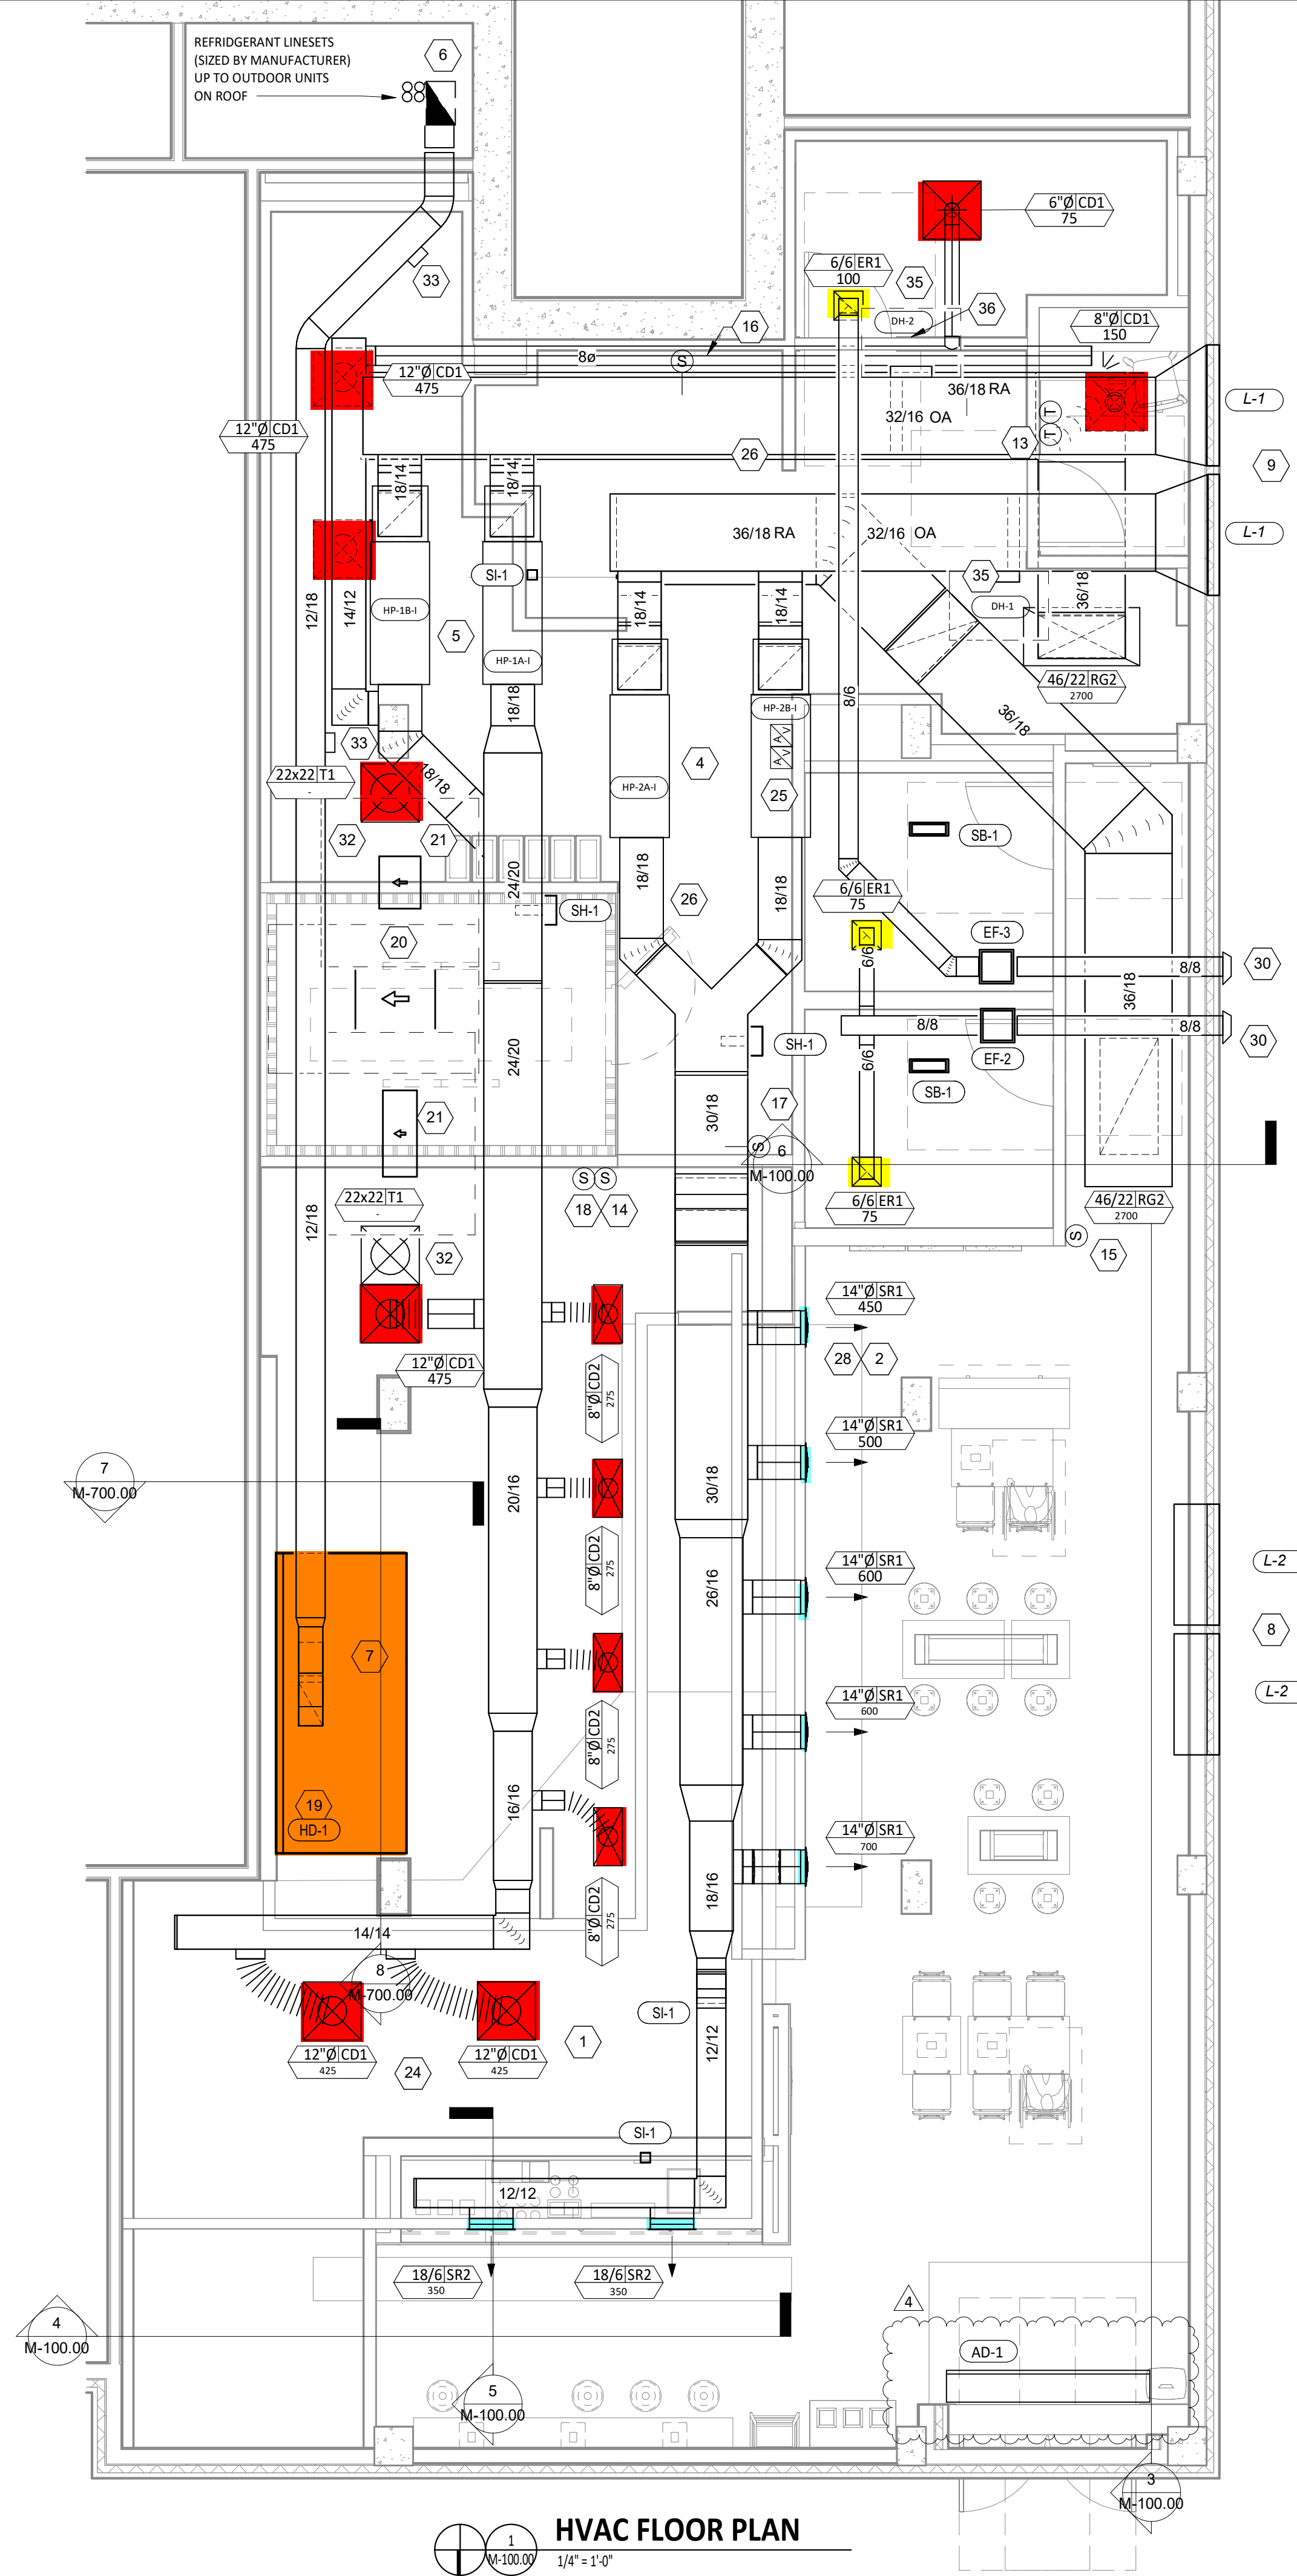 REFRIDGERANT LINESETS
(SIZED BY MANUFACTURER)
UP TO OUTDOOR UNITS
ON ROOF
6
33
6"Ø CD1
75
6/6 ER1
100
35
DH-2
36
8"Ø CD1
150
16
8ø
S
12"Ø CD1
475
36/18 RA
32/16 OA
T
T
13
L-1
9
12"Ø CD1
475
26
18/14
18/14
36/18 RA
32/16 OA
L-1
SI-1
35
DH-1
36/18
12/18
14/12
HP-1B-I
5
18/14
18/14
HP-1A-I
46/22 RG2
2700
18/18
8/6
HP-2B-I
36/18
33
A V
A V
4
18/18
22x22 T1
-
HP-2A-I
25
32
21
SB-1
24/20
18/18
18/18
6/6 ER1
75
SH-1
26
EF-3
20
6/6
8/8
30
36/18
24/20
8/8
8/8
SH-1
EF-2
30
6/6
SB-1
21
30/18
17
S
6
M-100.00
S S
18
14
22x22 T1
-
6/6 ER1
75
46/22 RG2
2700
12/18
S
15
32
14"Ø SR1
450
28
2
12"Ø CD1
475
8"Ø CD2
275
14"Ø SR1
500
7
M-700.00
20/16
30/18
8"Ø CD2
275
14"Ø SR1
600
L-2
26/16
8
7
14"Ø SR1
600
L-2
8"Ø CD2
275
16/16
19
HD-1
14"Ø SR1
700
18/16
8"Ø CD2
275
14/14
8
M-700.00
SI-1
12/12
1
12"Ø CD1
425
12"Ø CD1
425
24
SI-1
12/12
18/6 SR2
350
18/6 SR2
350
4
M-100.00
4
AD-1
5
M-100.00
3
M-100.00
1
M-100.00
HVAC FLOOR PLAN
1/4" = 1'-0"